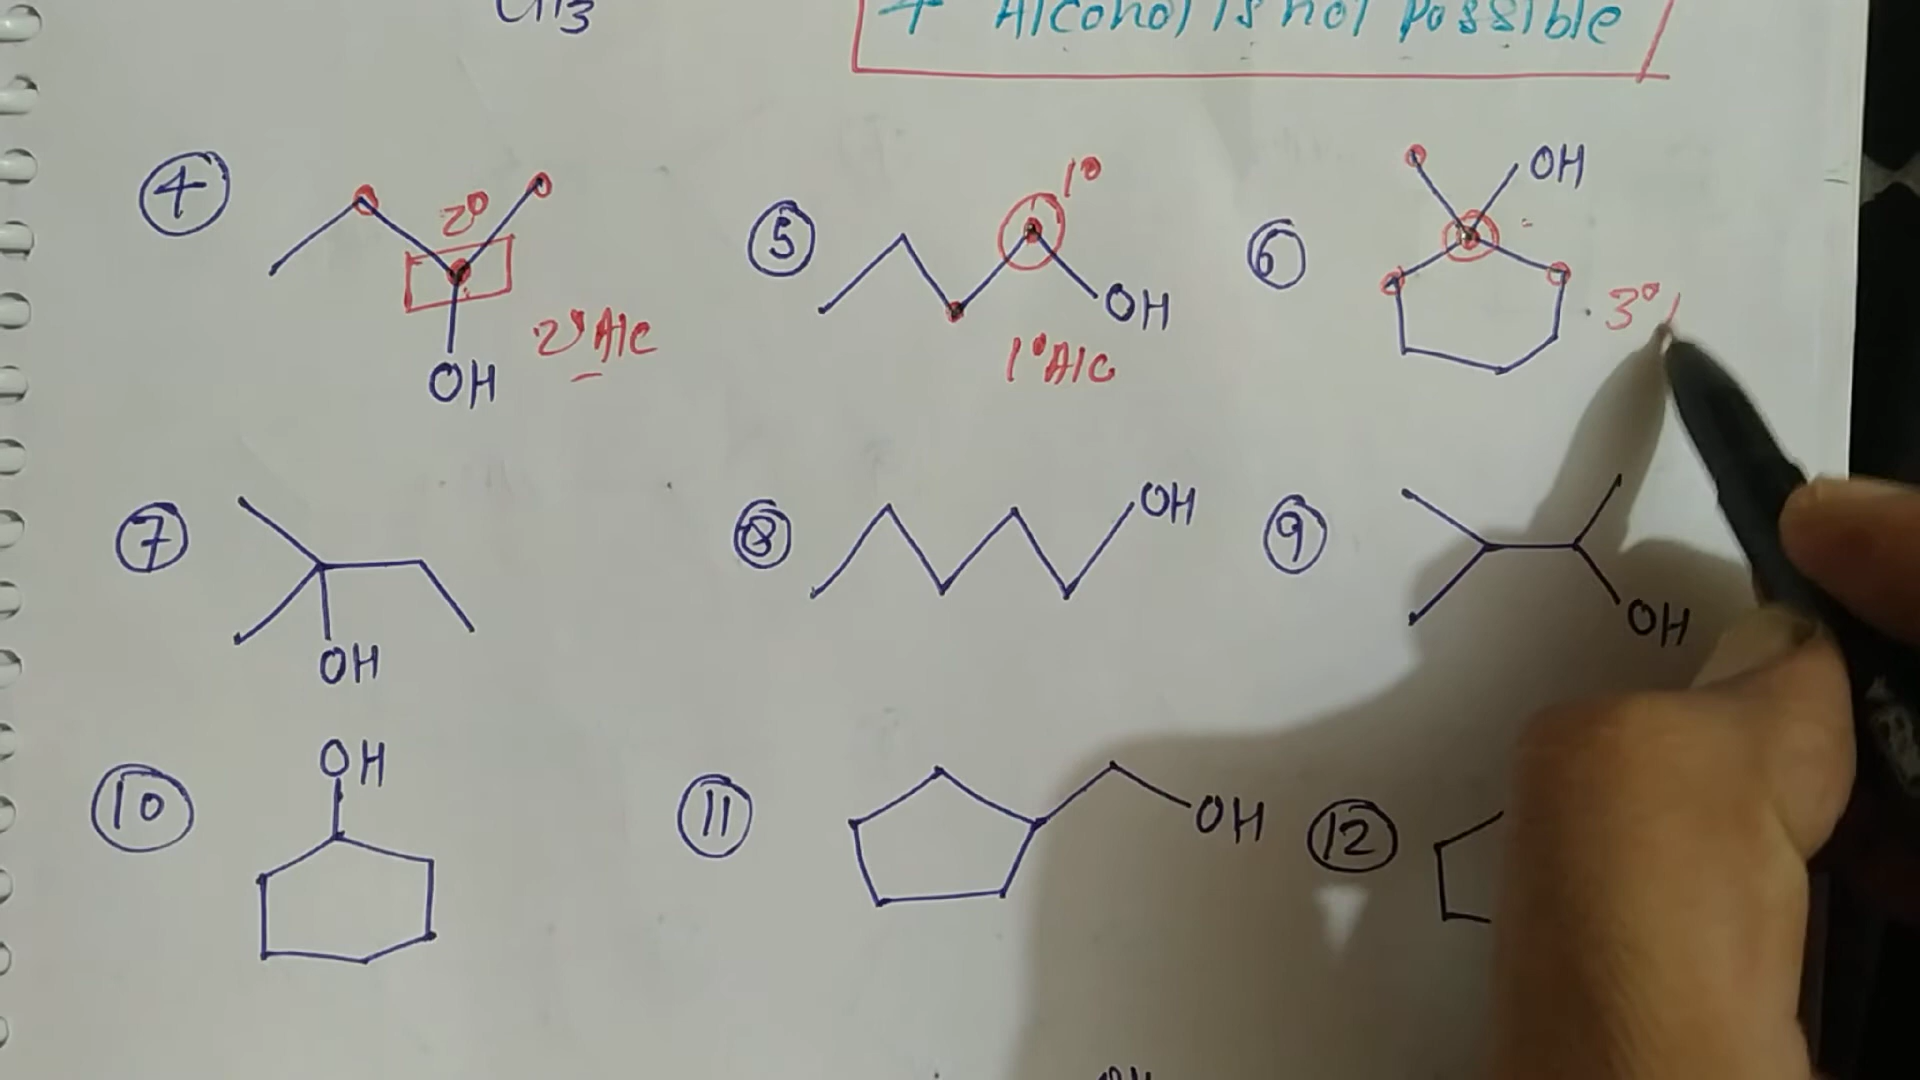 CH3
4° Alcohol is not possible
4
2°
OH
2° Alc
5
1°
OH
1° Alc
6
OH
3°
7
OH
8
OH
9
OH
10
OH
11
OH
12